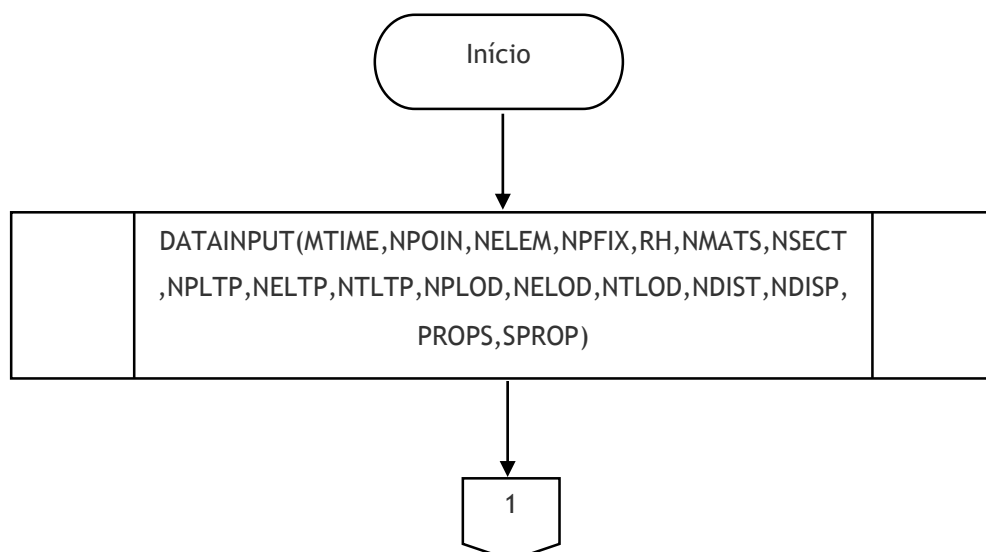 Início
DATAINPUT(MTIME,NPOIN,NELEM,NPFIX,RH,NMATS,NSECT
,NPLTP,NELTP,NTLTP,NPLOD,NELOD,NTLOD,NDIST,NDISP,
PROPS,SPROP)
1